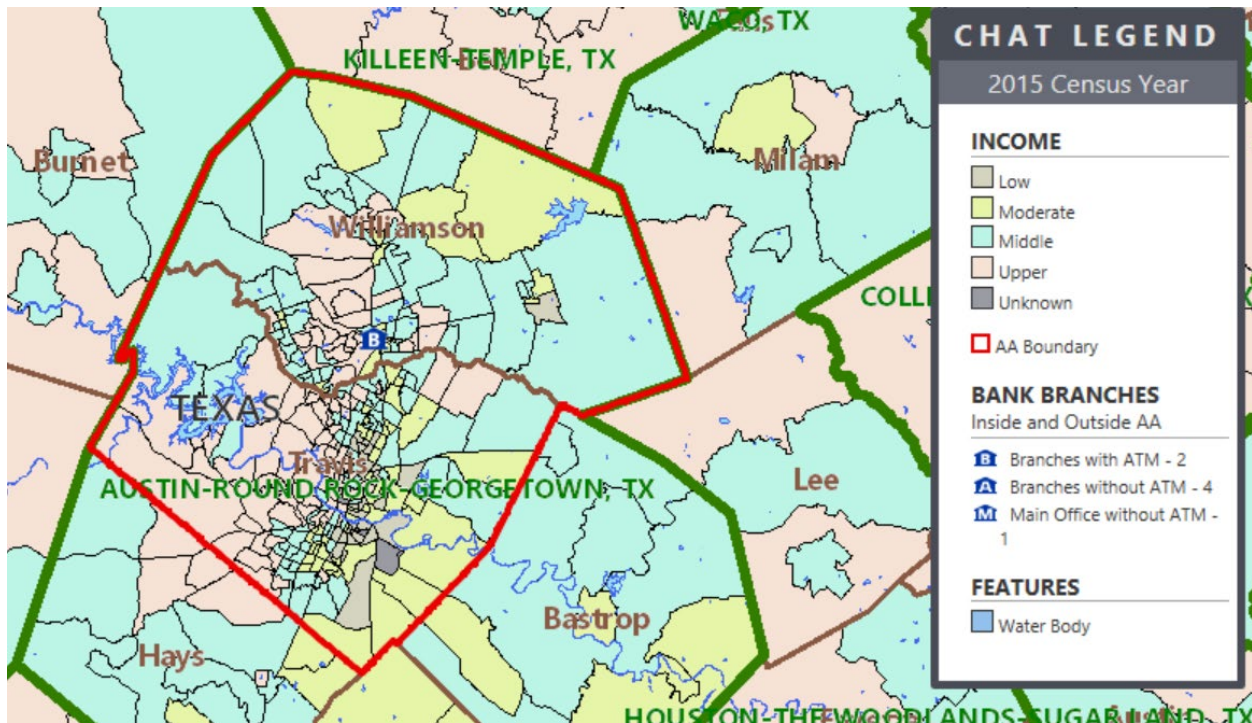 WACO, TX
KILLEEN-TEMPLE, TX
Burnet
Milam
Williamson
TEXAS
Travis
AUSTIN-ROUND ROCK-GEORGETOWN, TX
Lee
Bastrop
Hays
HOUSTON-THE WOODLANDS-SUGAR LAND, TX
B
CHAT LEGEND
2015 Census Year
INCOME
Low
Moderate
Middle
Upper
Unknown
AA Boundary
BANK BRANCHES
Inside and Outside AA
B Branches with ATM - 2
A Branches without ATM - 4
M Main Office without ATM -
1
FEATURES
Water Body